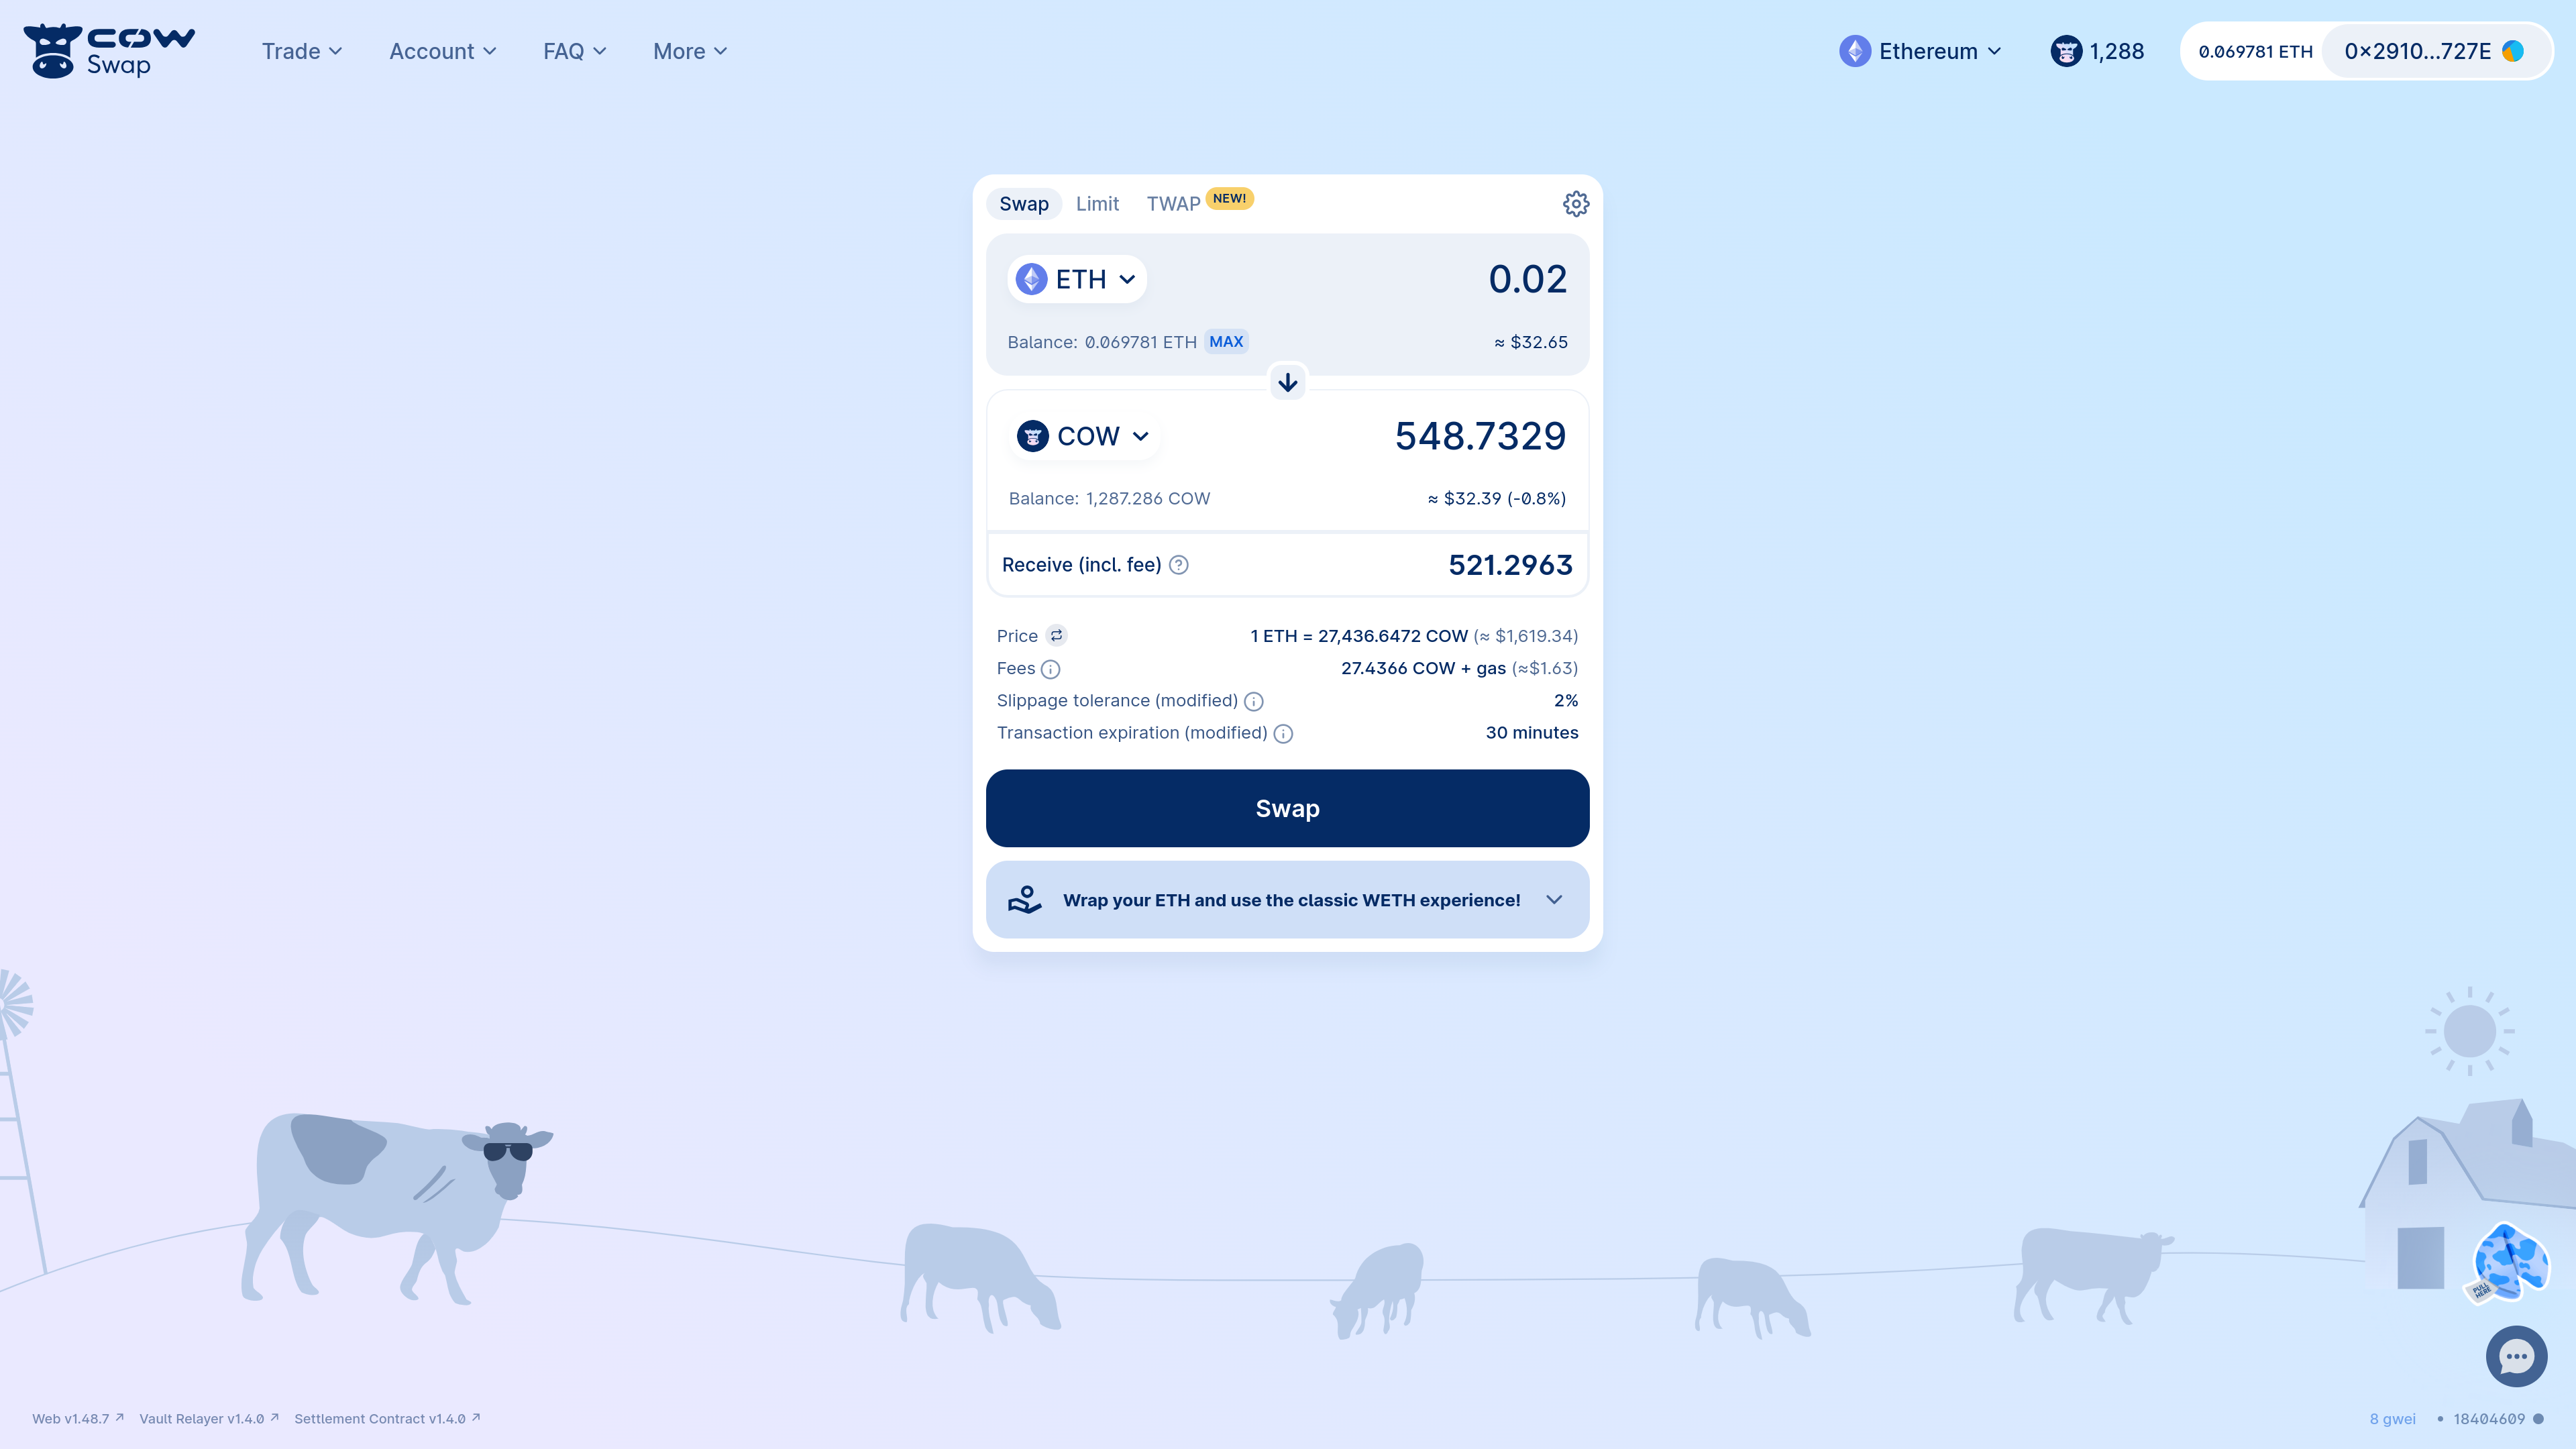 COW
Swap
Trade
Account
FAQ
More
Ethereum
1,288
0.069781 ETH
0×2910...727E
Swap
Limit
TWAP
NEW!
ETH
0.02
Balance: 0.069781 ETH
MAX
≈ $32.65
COW
548.7329
Balance: 1,287.286 COW
≈ $32.39 (-0.8%)
Receive (incl. fee)
521.2963
Price
1 ETH = 27,436.6472 COW (≈ $1,619.34)
Fees
27.4366 COW + gas (≈$1.63)
Slippage tolerance (modified)
2%
Transaction expiration (modified)
30 minutes
Swap
Wrap your ETH and use the classic WETH experience!
PULL
HERE
Web v1.48.7 ↗
Vault Relayer v1.4.0 ↗
Settlement Contract v1.4.0 ↗
8 gwei
• 18404609